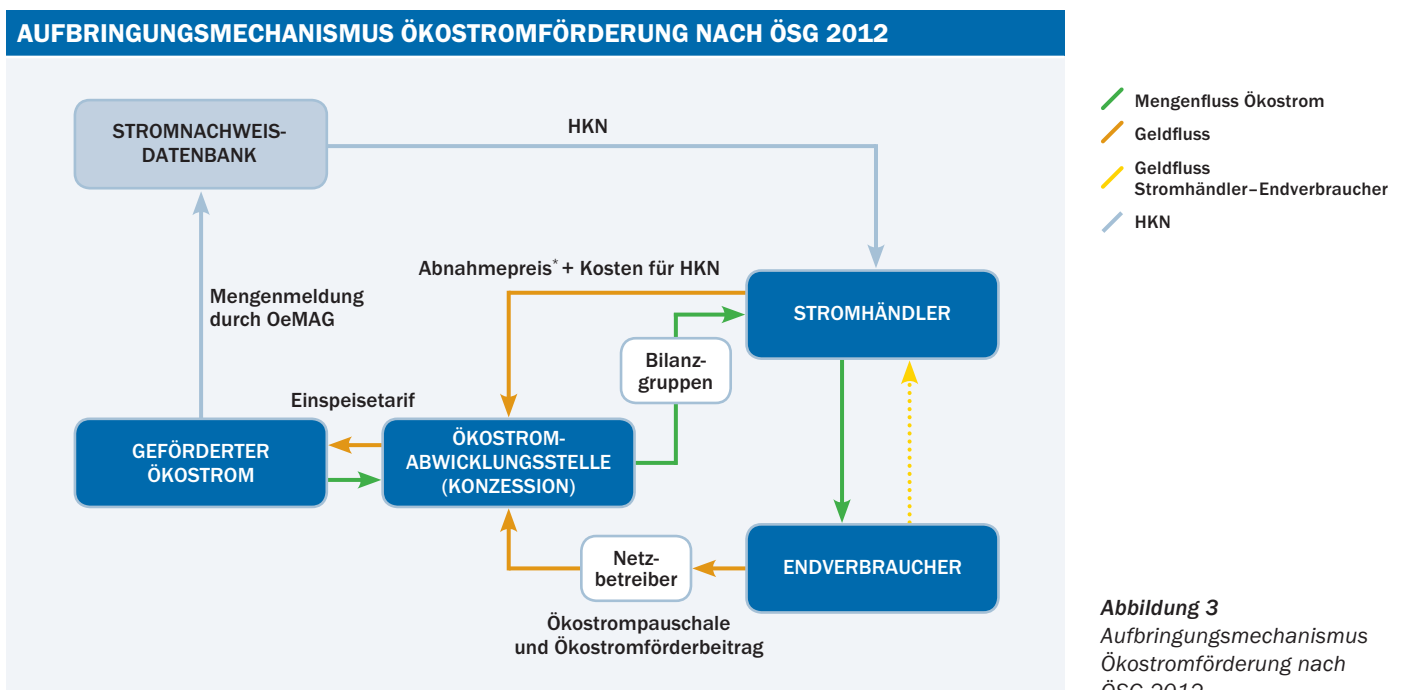 AUFBRINGUNGSMECHANISMUS ÖKOSTROMFÖRDERUNG NACH ÖSG 2012
STROMNACHWEIS-
DATENBANK
HKN
Mengenmeldung
durch OeMAG
Abnahmepreis* + Kosten für HKN
STROMHÄNDLER
Bilanz-
gruppen
Einspeisetarif
GEFÖRDERTER
ÖKOSTROM
ÖKOSTROM-
ABWICKLUNGSSTELLE
(KONZESSION)
Netz-
betreiber
ENDVERBRAUCHER
Ökostrompauschale
und Ökostromförderbeitrag
Mengenfluss Ökostrom
Geldfluss
Geldfluss
Stromhändler–Endverbraucher
HKN
Abbildung 3
Aufbringungsmechanismus
Ökostromförderung nach
ÖSG 2012